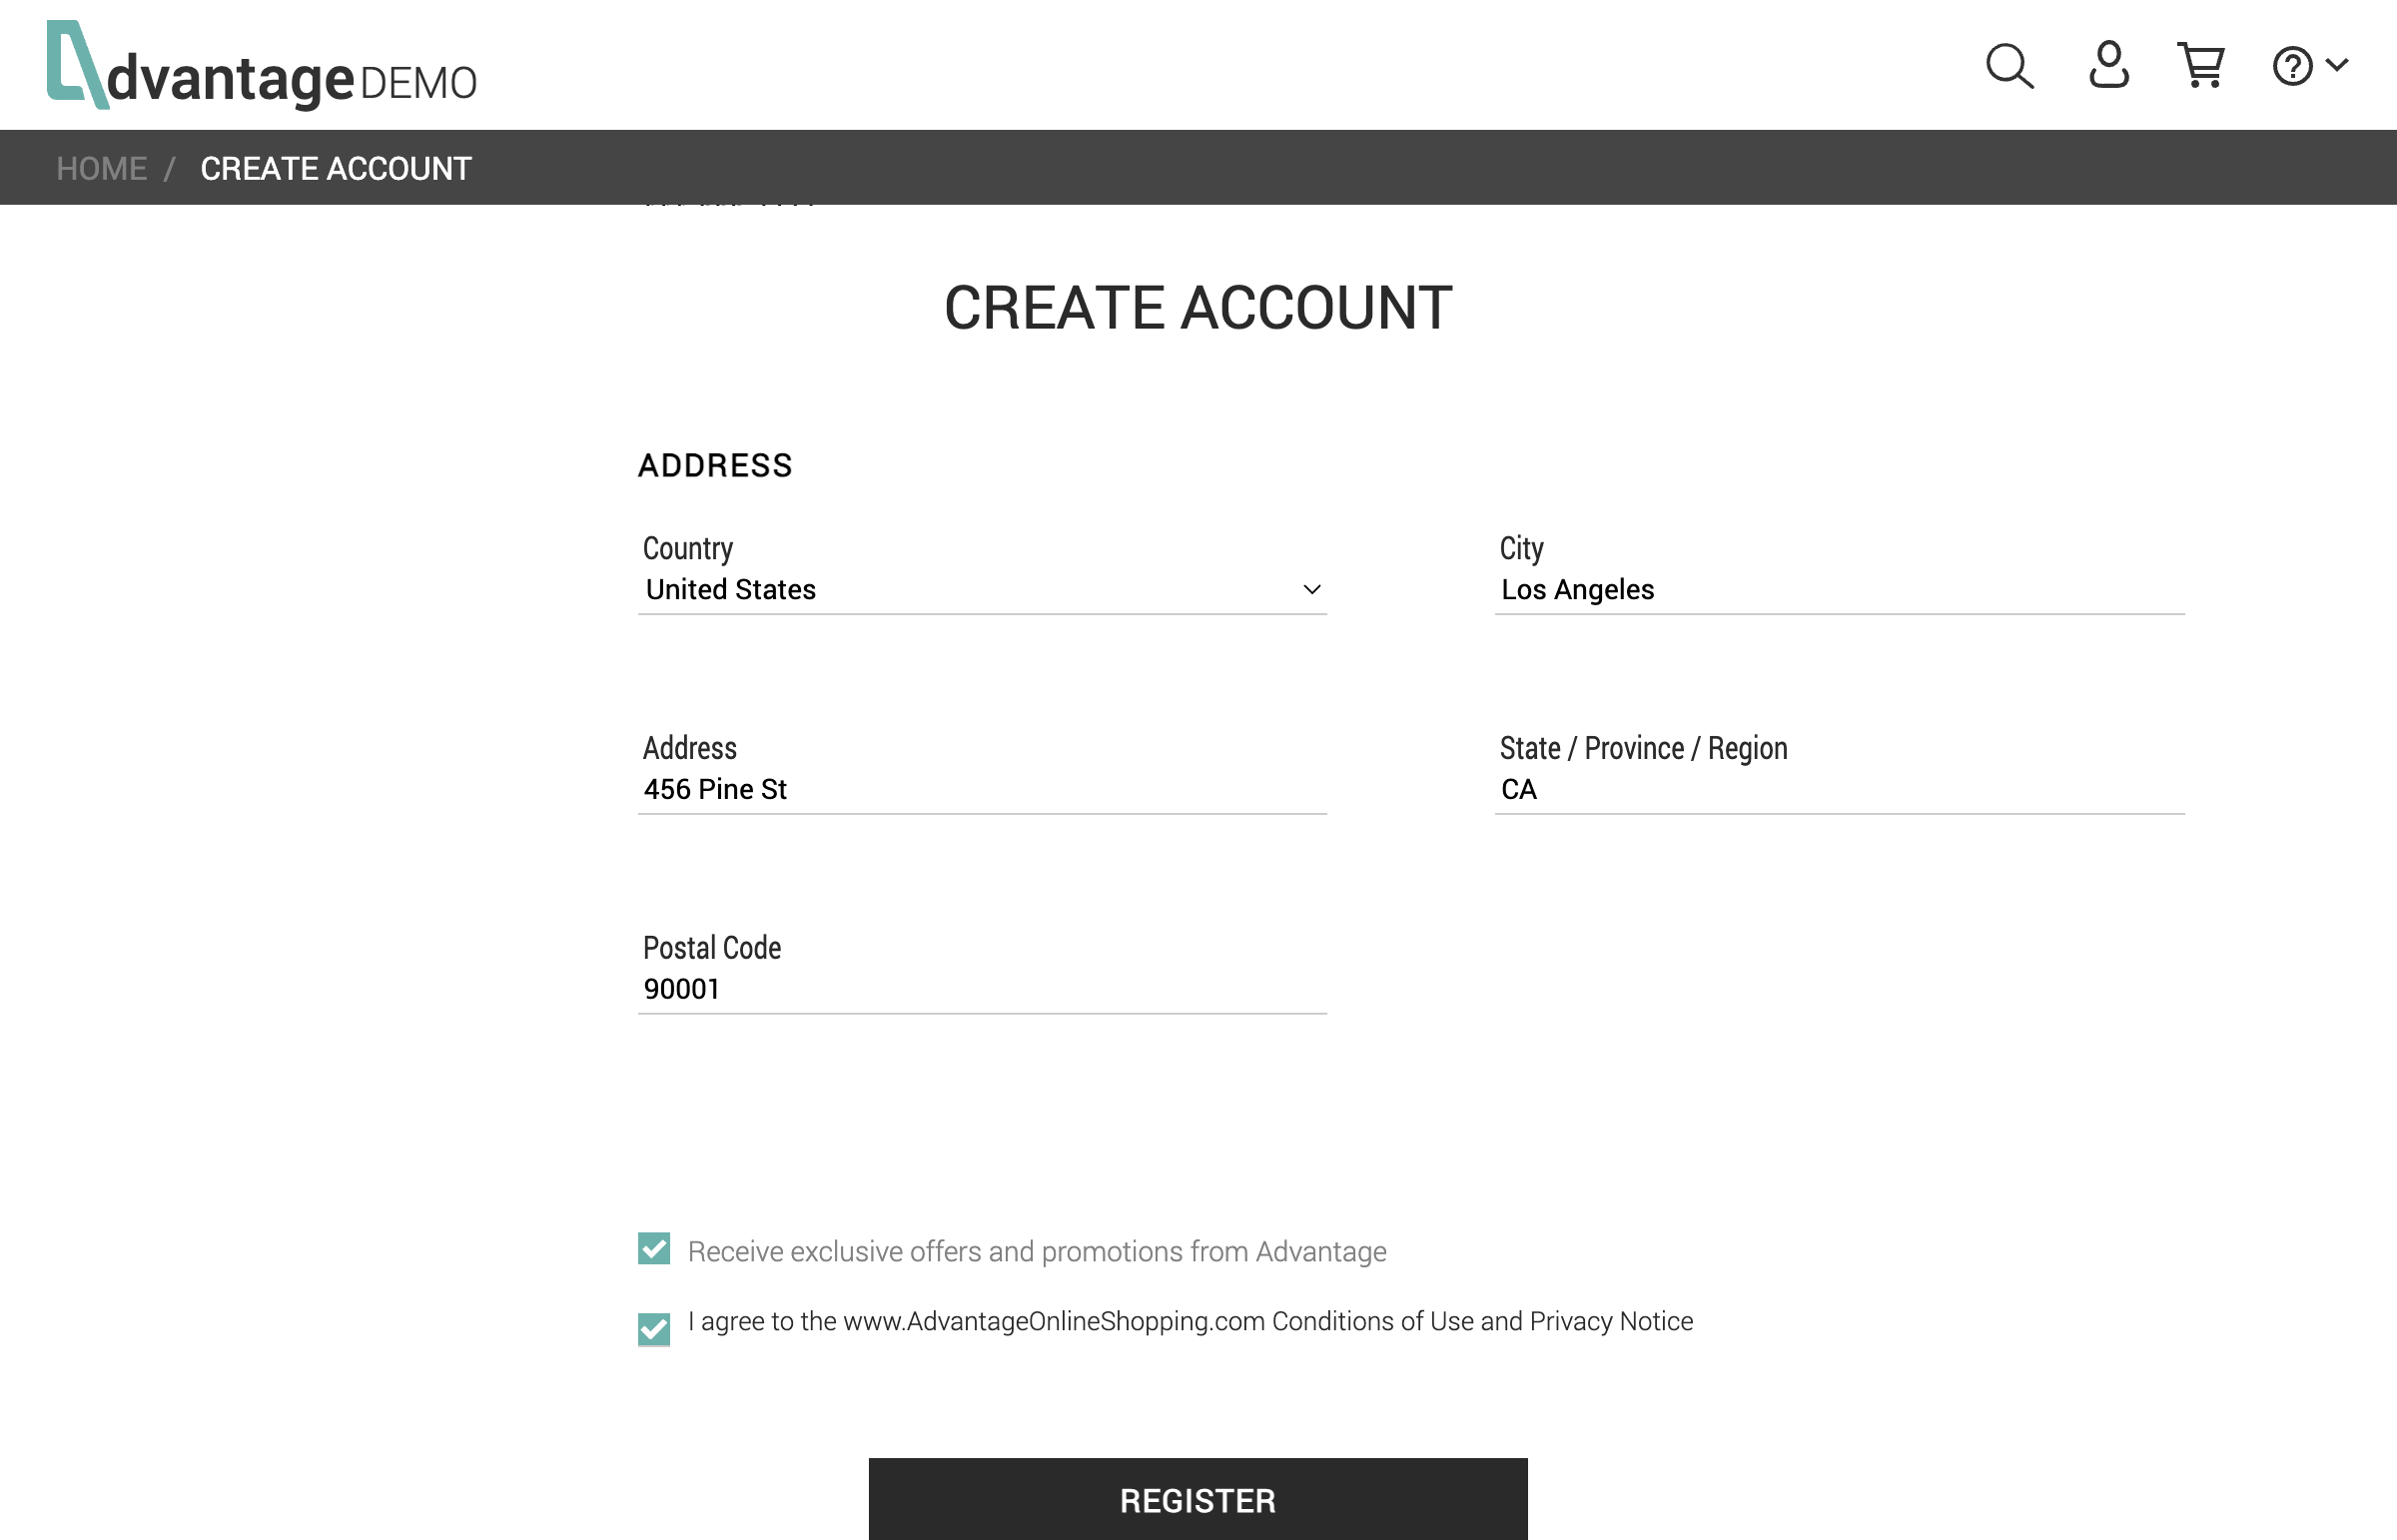 dvantage DEMO
HOME / CREATE ACCOUNT
CREATE ACCOUNT
ADDRESS
Country
United States
City
Los Angeles
Address
456 Pine St
State / Province / Region
CA
Postal Code
90001
Receive exclusive offers and promotions from Advantage
I agree to the www.AdvantageOnlineShopping.com Conditions of Use and Privacy Notice
REGISTER